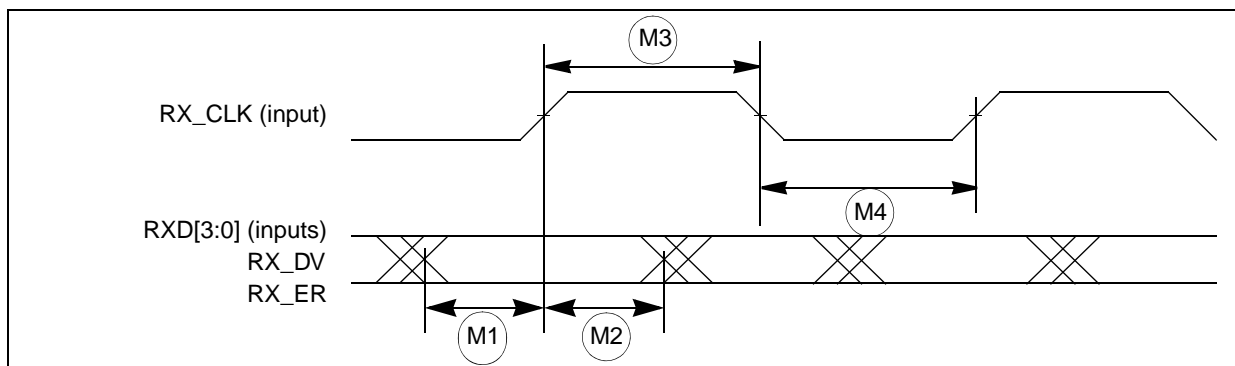 M3
RX_CLK (input)
M4
RXD[3:0] (inputs)
RX_DV
RX_ER
M1
M2